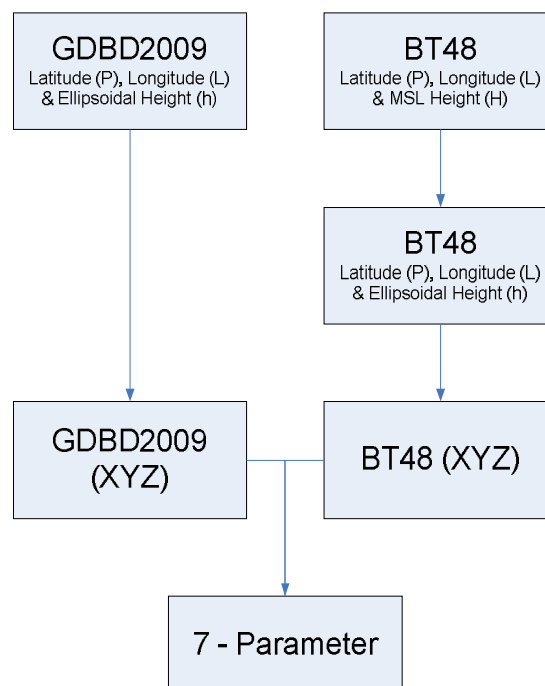 GDBD2009
Latitude (P), Longitude (L)
& Ellipsoidal Height (h)
BT48
Latitude (P), Longitude (L)
& MSL Height (H)
BT48
Latitude (P), Longitude (L)
& Ellipsoidal Height (h)
GDBD2009
(XYZ)
BT48 (XYZ)
7 - Parameter